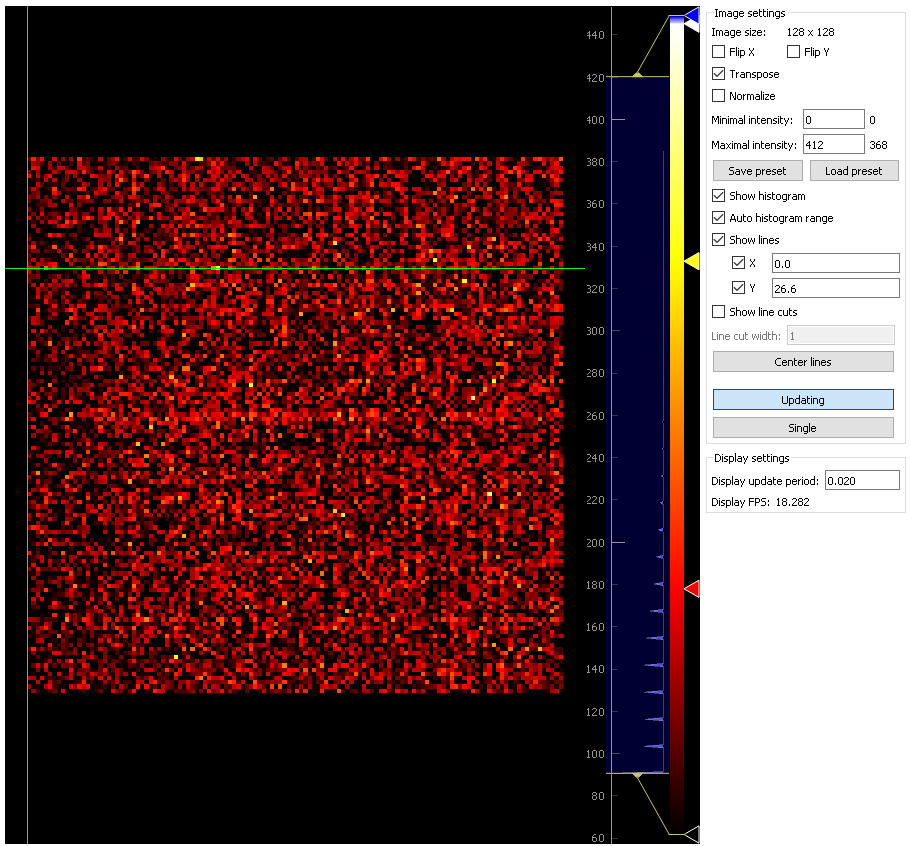 440
420
400
380
360
340
320
300
280
260
240
220
200
180
160
140
120
100
80
60
Image settings
Image size: 128 x 128
Flip X Flip Y
Transpose
Normalize
Minimal intensity: 0 0
Maximal intensity: 412 368
Save preset Load preset
Show histogram
Auto histogram range
Show lines
X 0.0
Y 26.6
Show line cuts
Line cut width: 1
Center lines
Updating
Single
Display settings
Display update period: 0.020
Display FPS: 18.282